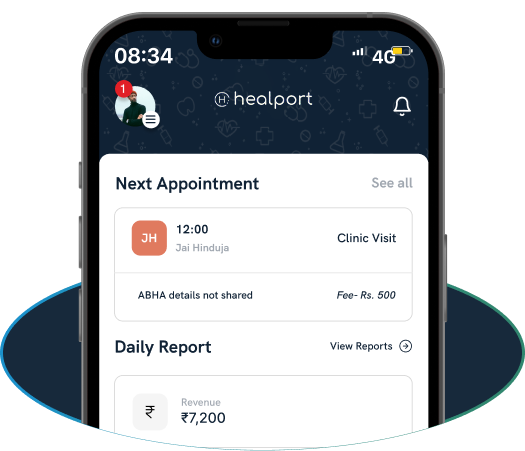 08:34
4G
1
H healport
Next Appointment
See all
JH
12:00
Jai Hinduja
Clinic Visit
ABHA details not shared
Fee- Rs. 500
Daily Report
View Reports
₹
Revenue
₹7,200